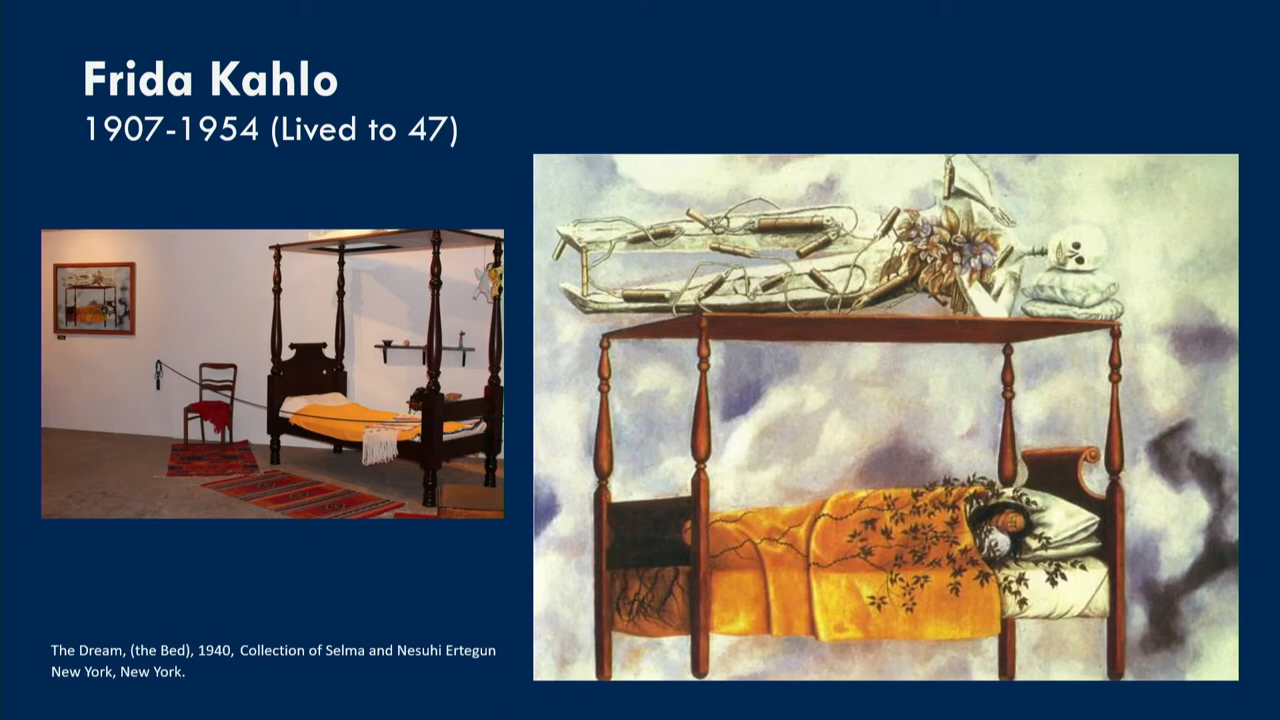 Frida Kahlo
1907-1954 (Lived to 47)
The Dream, (the Bed), 1940, Collection of Selma and Nesuhi Ertegun
New York, New York.